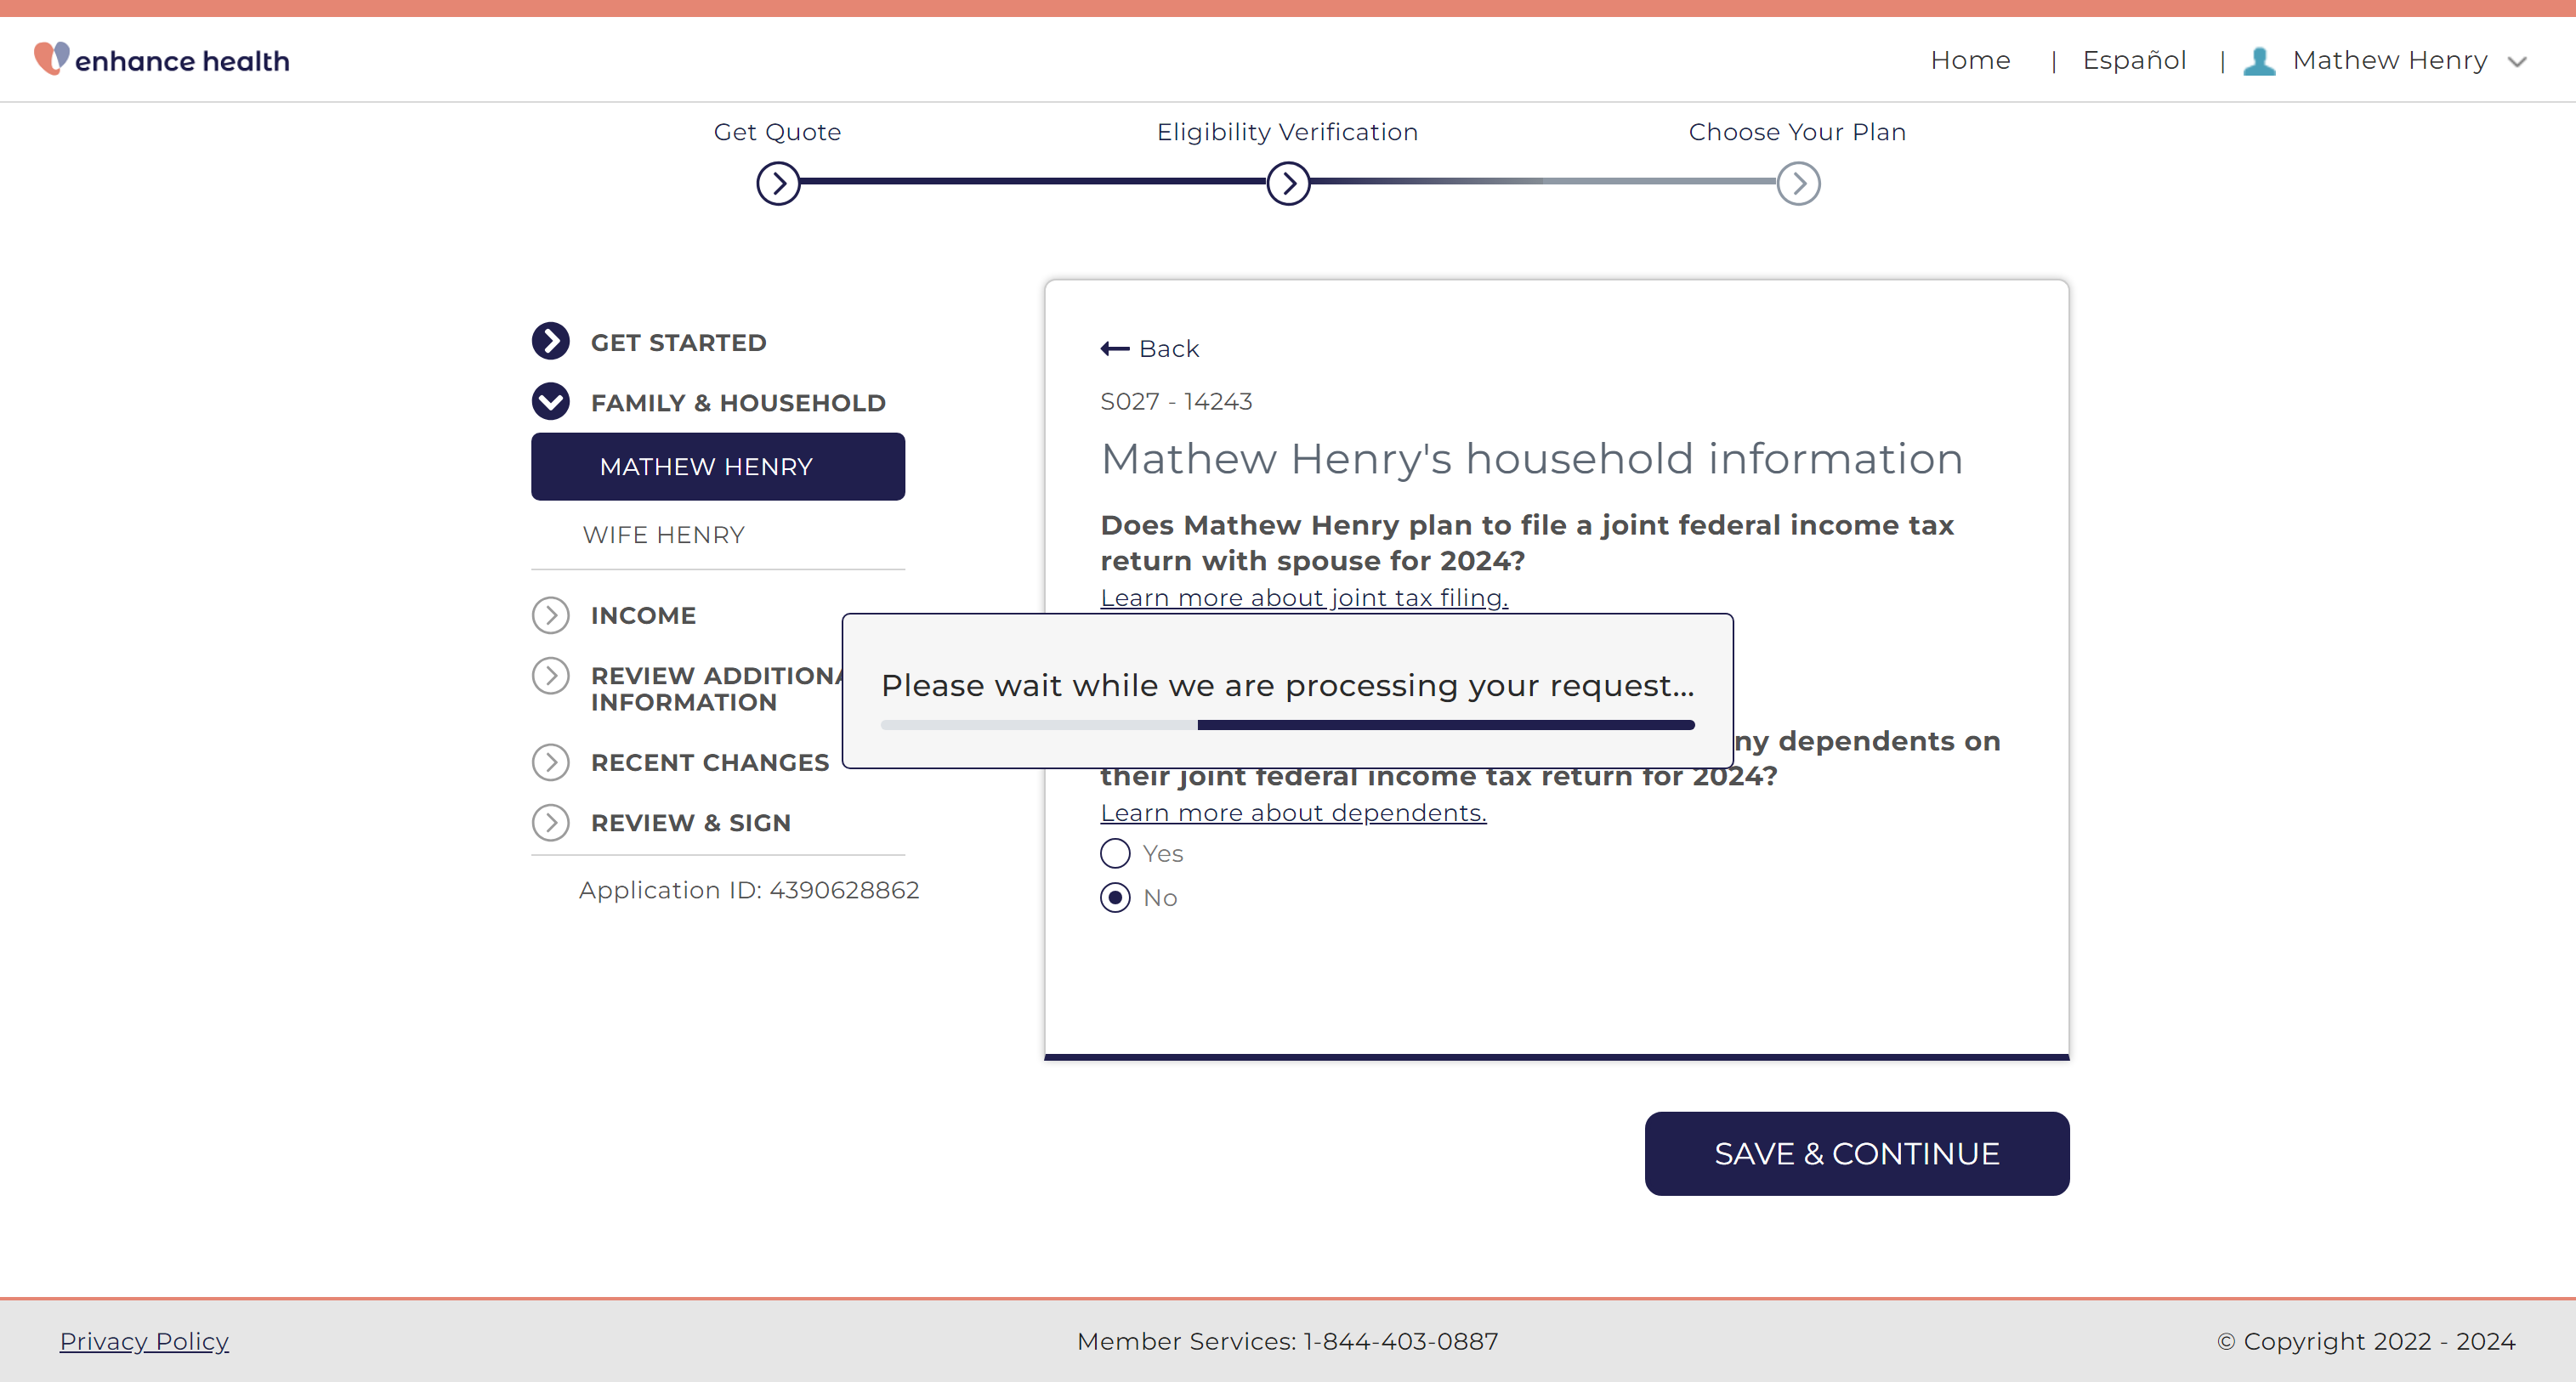 enhance health
Home | Español | Mathew Henry
Get Quote
Eligibility Verification
Choose Your Plan
GET STARTED
FAMILY & HOUSEHOLD
MATHEW HENRY
WIFE HENRY
INCOME
REVIEW ADDITIONA
INFORMATION
RECENT CHANGES
REVIEW & SIGN
Application ID: 4390628862
Back
S027 - 14243
Mathew Henry's household information
Does Mathew Henry plan to file a joint federal income tax
return with spouse for 2024?
Learn more about joint tax filing.
Please wait while we are processing your request...
ny dependents on
their joint federal income tax return for 2024?
Learn more about dependents.
Yes
No
SAVE & CONTINUE
Privacy Policy
Member Services: 1-844-403-0887
© Copyright 2022 - 2024